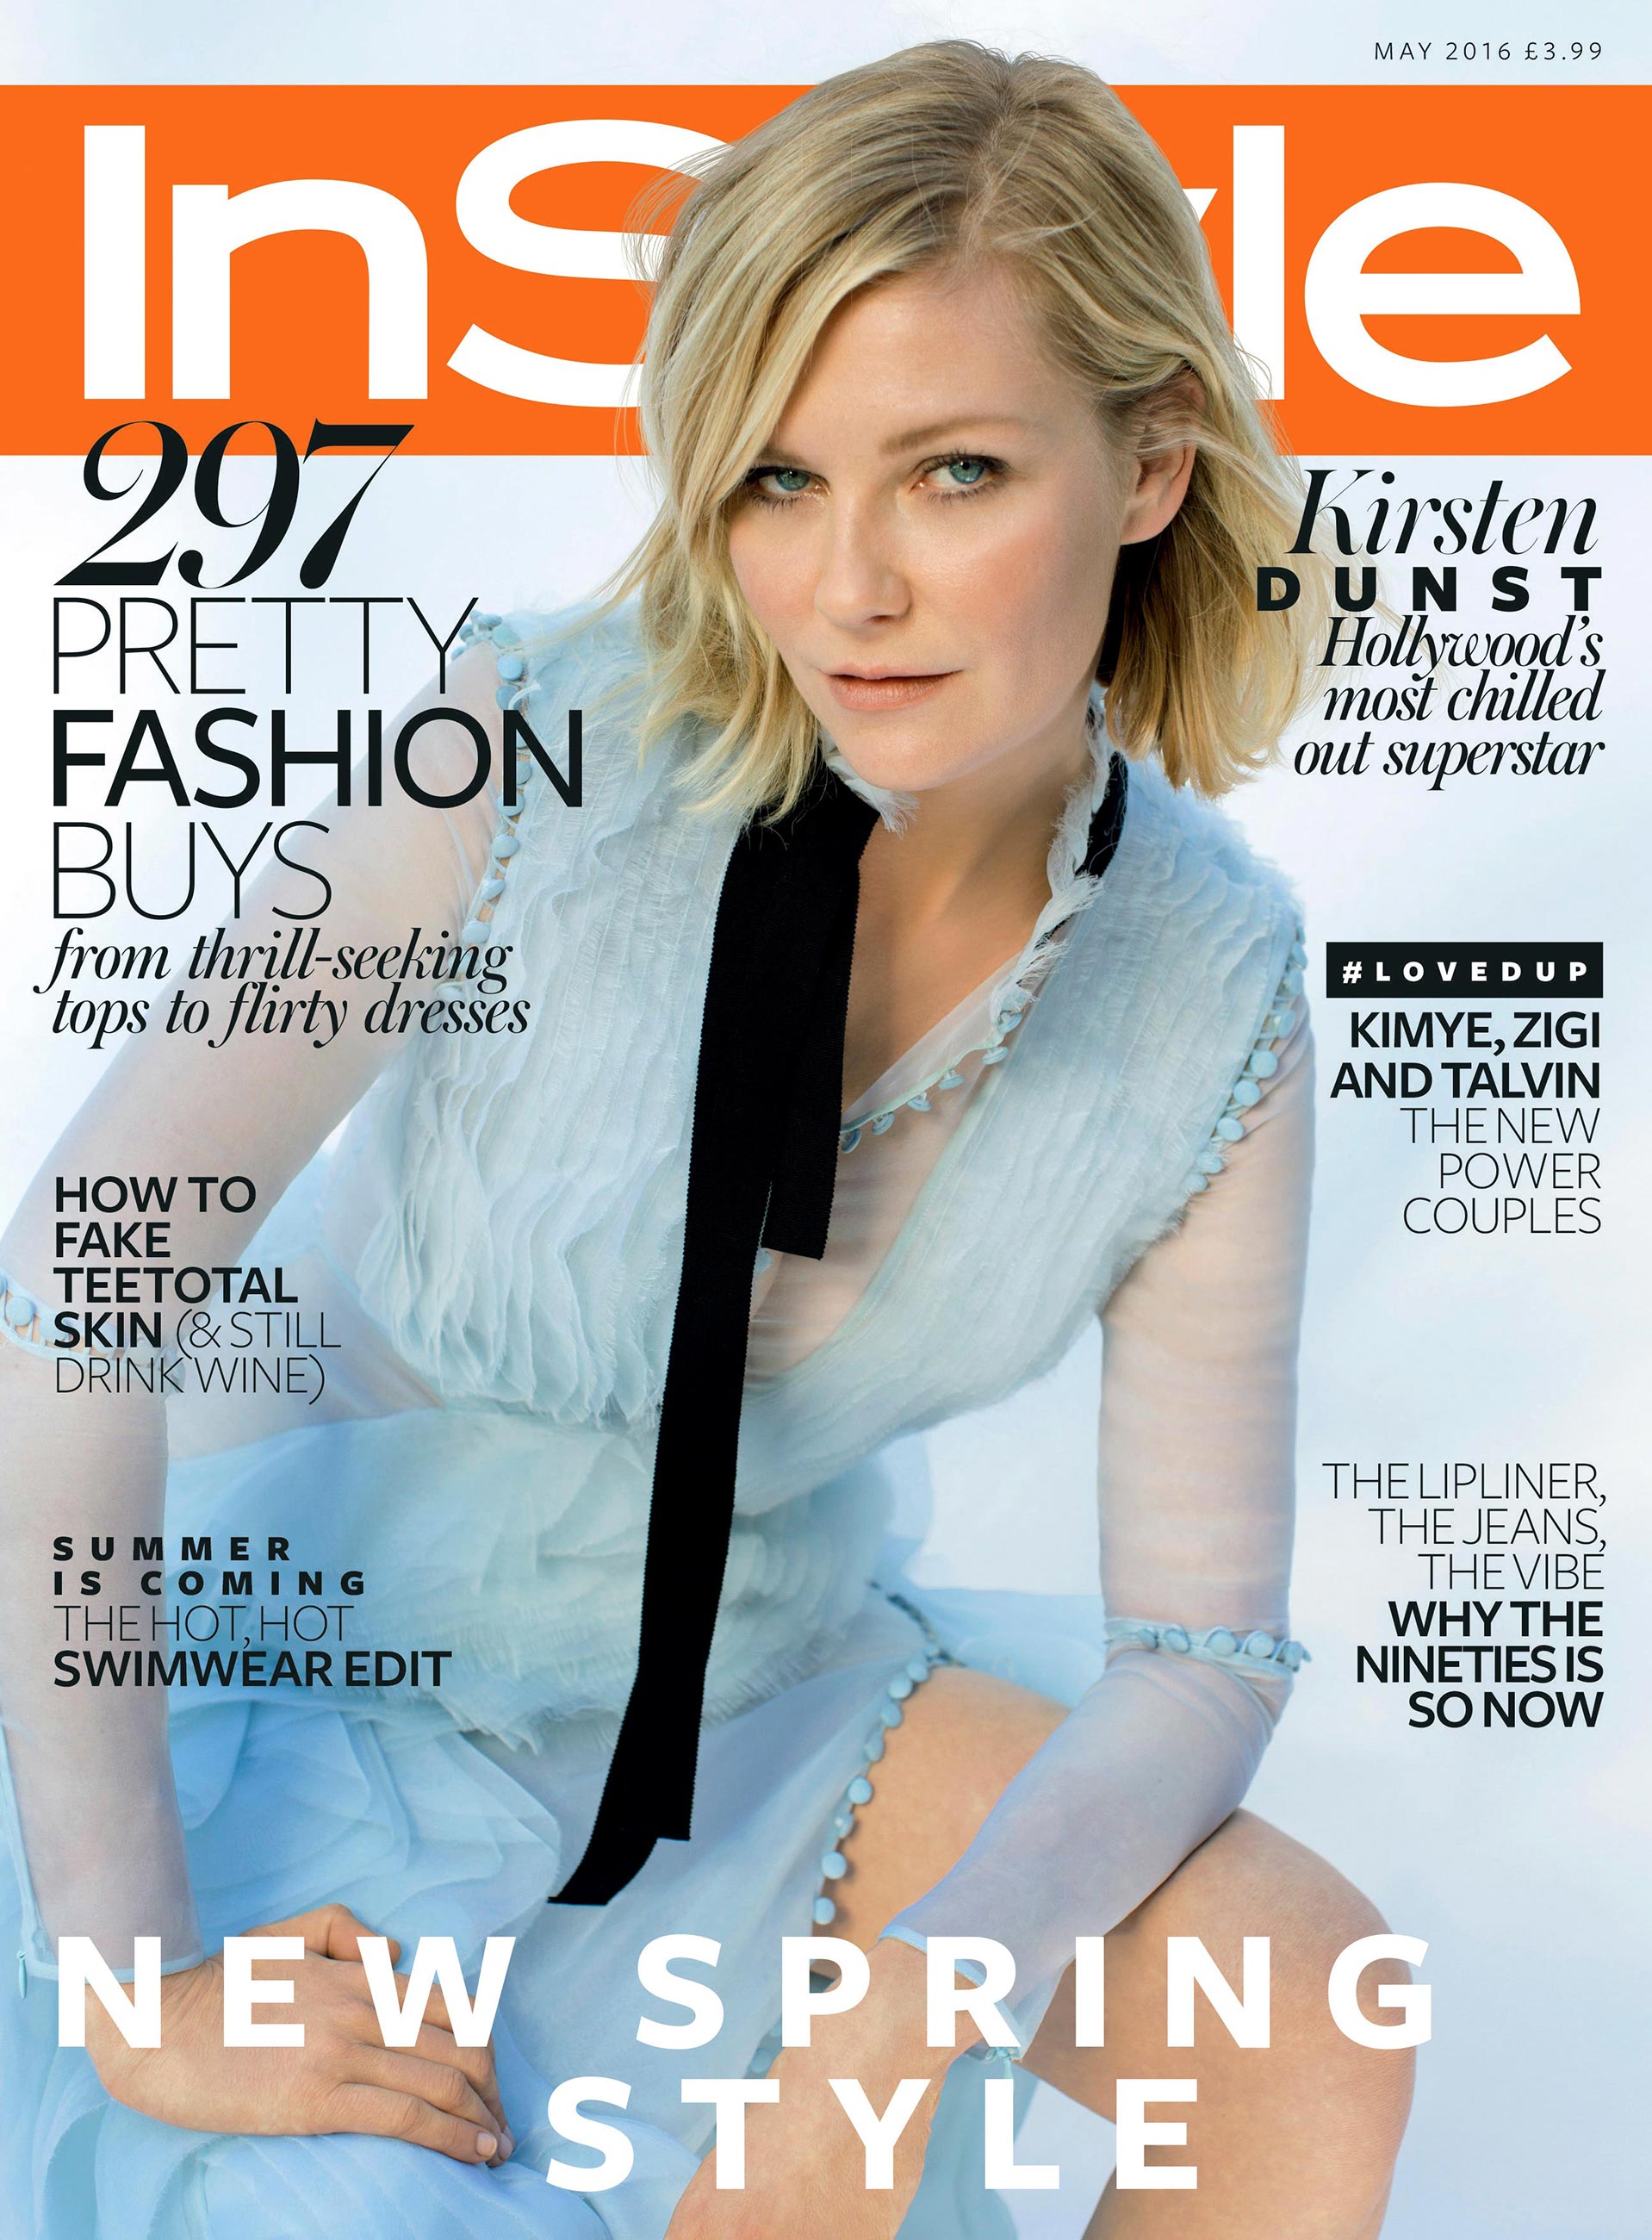 MAY 2016 £3.99
InStyle
297
PRETTY
FASHION
BUYS
from thrill-seeking
tops to flirty dresses
Kirsten
DUNST
Hollywood's
most chilled
out superstar
#LOVEDUP
KIMYE, ZIGI
AND TALVIN
THE NEW
POWER
COUPLES
HOW TO
FAKE
TEETOTAL
SKIN (& STILL
DRINK WINE)
SUMMER
IS COMING
THE HOT, HOT
SWIMWEAR EDIT
THE LIPLINER,
THE JEANS,
THE VIBE
WHY THE
NINETIES IS
SO NOW
NEW SPRING
STYLE